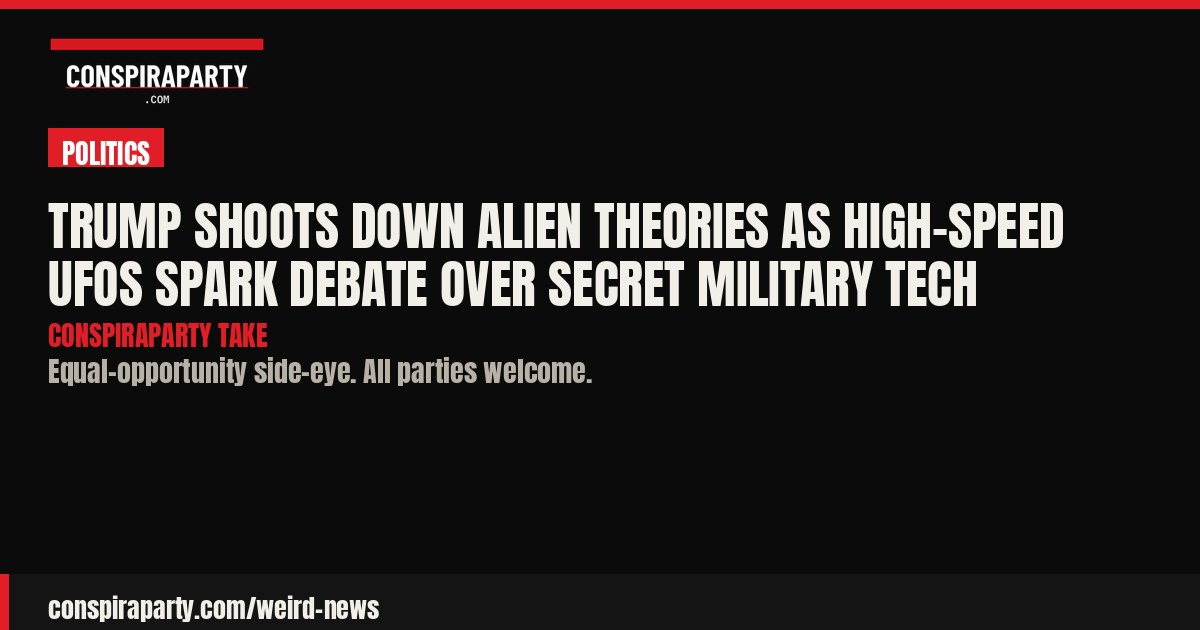 CONSPIRAPARTY
.COM
POLITICS
TRUMP SHOOTS DOWN ALIEN THEORIES AS HIGH-SPEED
UFOS SPARK DEBATE OVER SECRET MILITARY TECH
CONSPIRAPARTY TAKE
Equal-opportunity side-eye. All parties welcome.
conspiraparty.com/weird-news